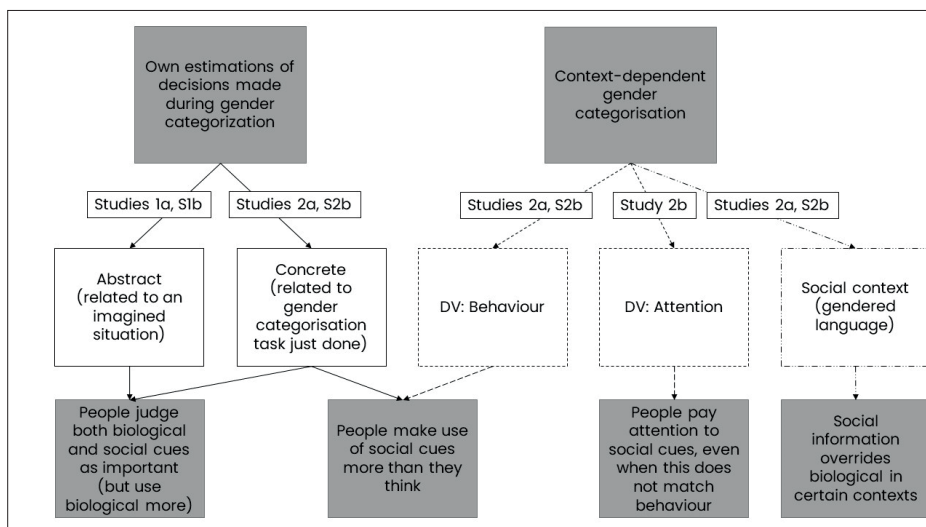 Own estimations of
decisions made
during gender
categorization
Context-dependent
gender
categorisation
Studies 1a, S1b
Studies 2a, S2b
Studies 2a, S2b
Study 2b
Studies 2a, S2b
Abstract
(related to an
imagined
situation)
Concrete
(related to
gender
categorisation
task just done)
DV: Behaviour
DV: Attention
Social context
(gendered
language)
People judge
both biological
and social cues
as important
(but use
biological more)
People make use
of social cues
more than they
think
People pay
attention to
social cues, even
when this does
not match
behaviour
Social
information
overrides
biological in
certain contexts